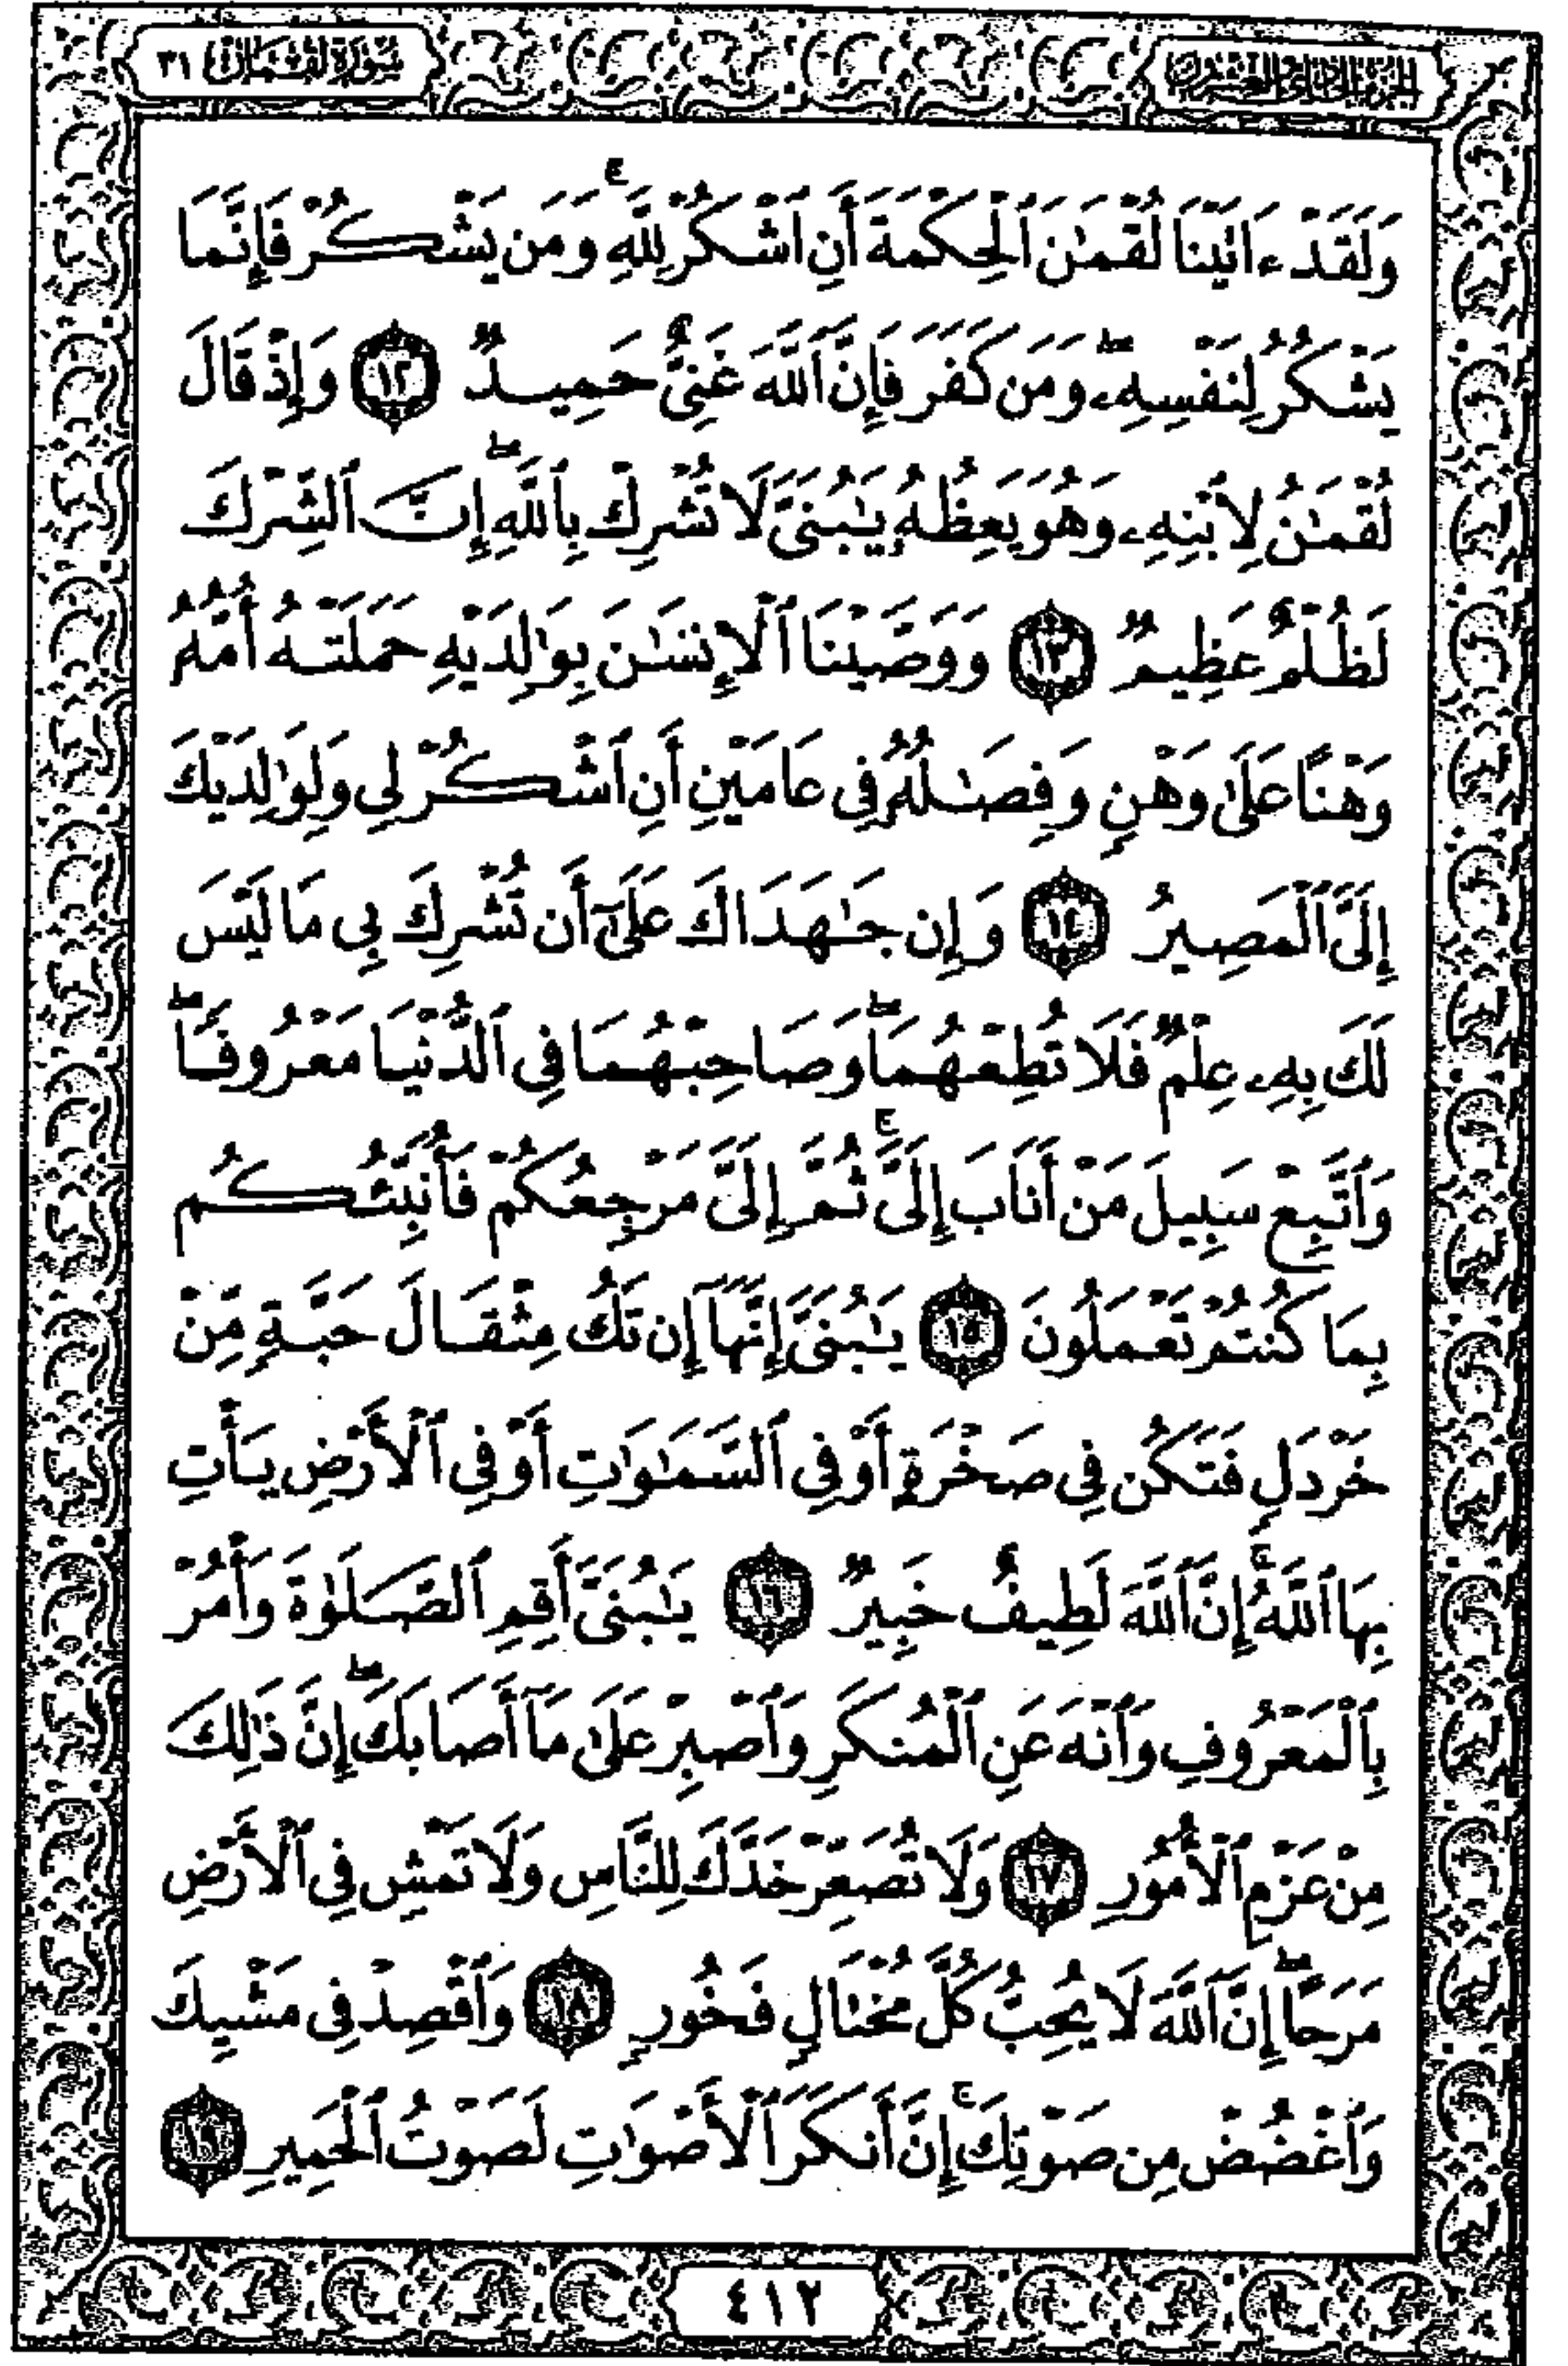 الجزء الحادي والعشرون
سورة لقمان ٣١
وَلَقَدْ ءَاتَيْنَا لُقْمَٰنَ ٱلْحِكْمَةَ أَنِ ٱشْكُرْ لِلَّهِ ۚ وَمَن يَشْكُرْ فَإِنَّمَا
يَشْكُرُ لِنَفْسِهِۦ ۖ وَمَن كَفَرَ فَإِنَّ ٱللَّهَ غَنِىٌّ حَمِيدٌ ١٢ وَإِذْ قَالَ
لُقْمَٰنُ لِٱبْنِهِۦ وَهُوَ يَعِظُهُۥ يَٰبُنَىَّ لَا تُشْرِكْ بِٱللَّهِ ۖ إِنَّ ٱلشِّرْكَ
لَظُلْمٌ عَظِيمٌ ١٣ وَوَصَّيْنَا ٱلْإِنسَٰنَ بِوَٰلِدَيْهِ حَمَلَتْهُ أُمُّهُۥ
وَهْنًا عَلَىٰ وَهْنٍ وَفِصَٰلُهُۥ فِى عَامَيْنِ أَنِ ٱشْكُرْ لِى وَلِوَٰلِدَيْكَ
إِلَىَّ ٱلْمَصِيرُ ١٤ وَإِن جَٰهَدَاكَ عَلَىٰٓ أَن تُشْرِكَ بِى مَا لَيْسَ
لَكَ بِهِۦ عِلْمٌ فَلَا تُطِعْهُمَا ۖ وَصَاحِبْهُمَا فِى ٱلدُّنْيَا مَعْرُوفًا ۖ
وَٱتَّبِعْ سَبِيلَ مَنْ أَنَابَ إِلَىَّ ۚ ثُمَّ إِلَىَّ مَرْجِعُكُمْ فَأُنَبِّئُكُم
بِمَا كُنتُمْ تَعْمَلُونَ ١٥ يَٰبُنَىَّ إِنَّهَآ إِن تَكُ مِثْقَالَ حَبَّةٍ مِّنْ
خَرْدَلٍ فَتَكُن فِى صَخْرَةٍ أَوْ فِى ٱلسَّمَٰوَٰتِ أَوْ فِى ٱلْأَرْضِ يَأْتِ
بِهَا ٱللَّهُ ۚ إِنَّ ٱللَّهَ لَطِيفٌ خَبِيرٌ ١٦ يَٰبُنَىَّ أَقِمِ ٱلصَّلَوٰةَ وَأْمُرْ
بِٱلْمَعْرُوفِ وَٱنْهَ عَنِ ٱلْمُنكَرِ وَٱصْبِرْ عَلَىٰ مَآ أَصَابَكَ ۖ إِنَّ ذَٰلِكَ
مِنْ عَزْمِ ٱلْأُمُورِ ١٧ وَلَا تُصَعِّرْ خَدَّكَ لِلنَّاسِ وَلَا تَمْشِ فِى ٱلْأَرْضِ
مَرَحًا ۖ إِنَّ ٱللَّهَ لَا يُحِبُّ كُلَّ مُخْتَالٍ فَخُورٍ ١٨ وَٱقْصِدْ فِى مَشْيِكَ
وَٱغْضُضْ مِن صَوْتِكَ ۚ إِنَّ أَنكَرَ ٱلْأَصْوَٰتِ لَصَوْتُ ٱلْحَمِيرِ ١٩
٤١٢